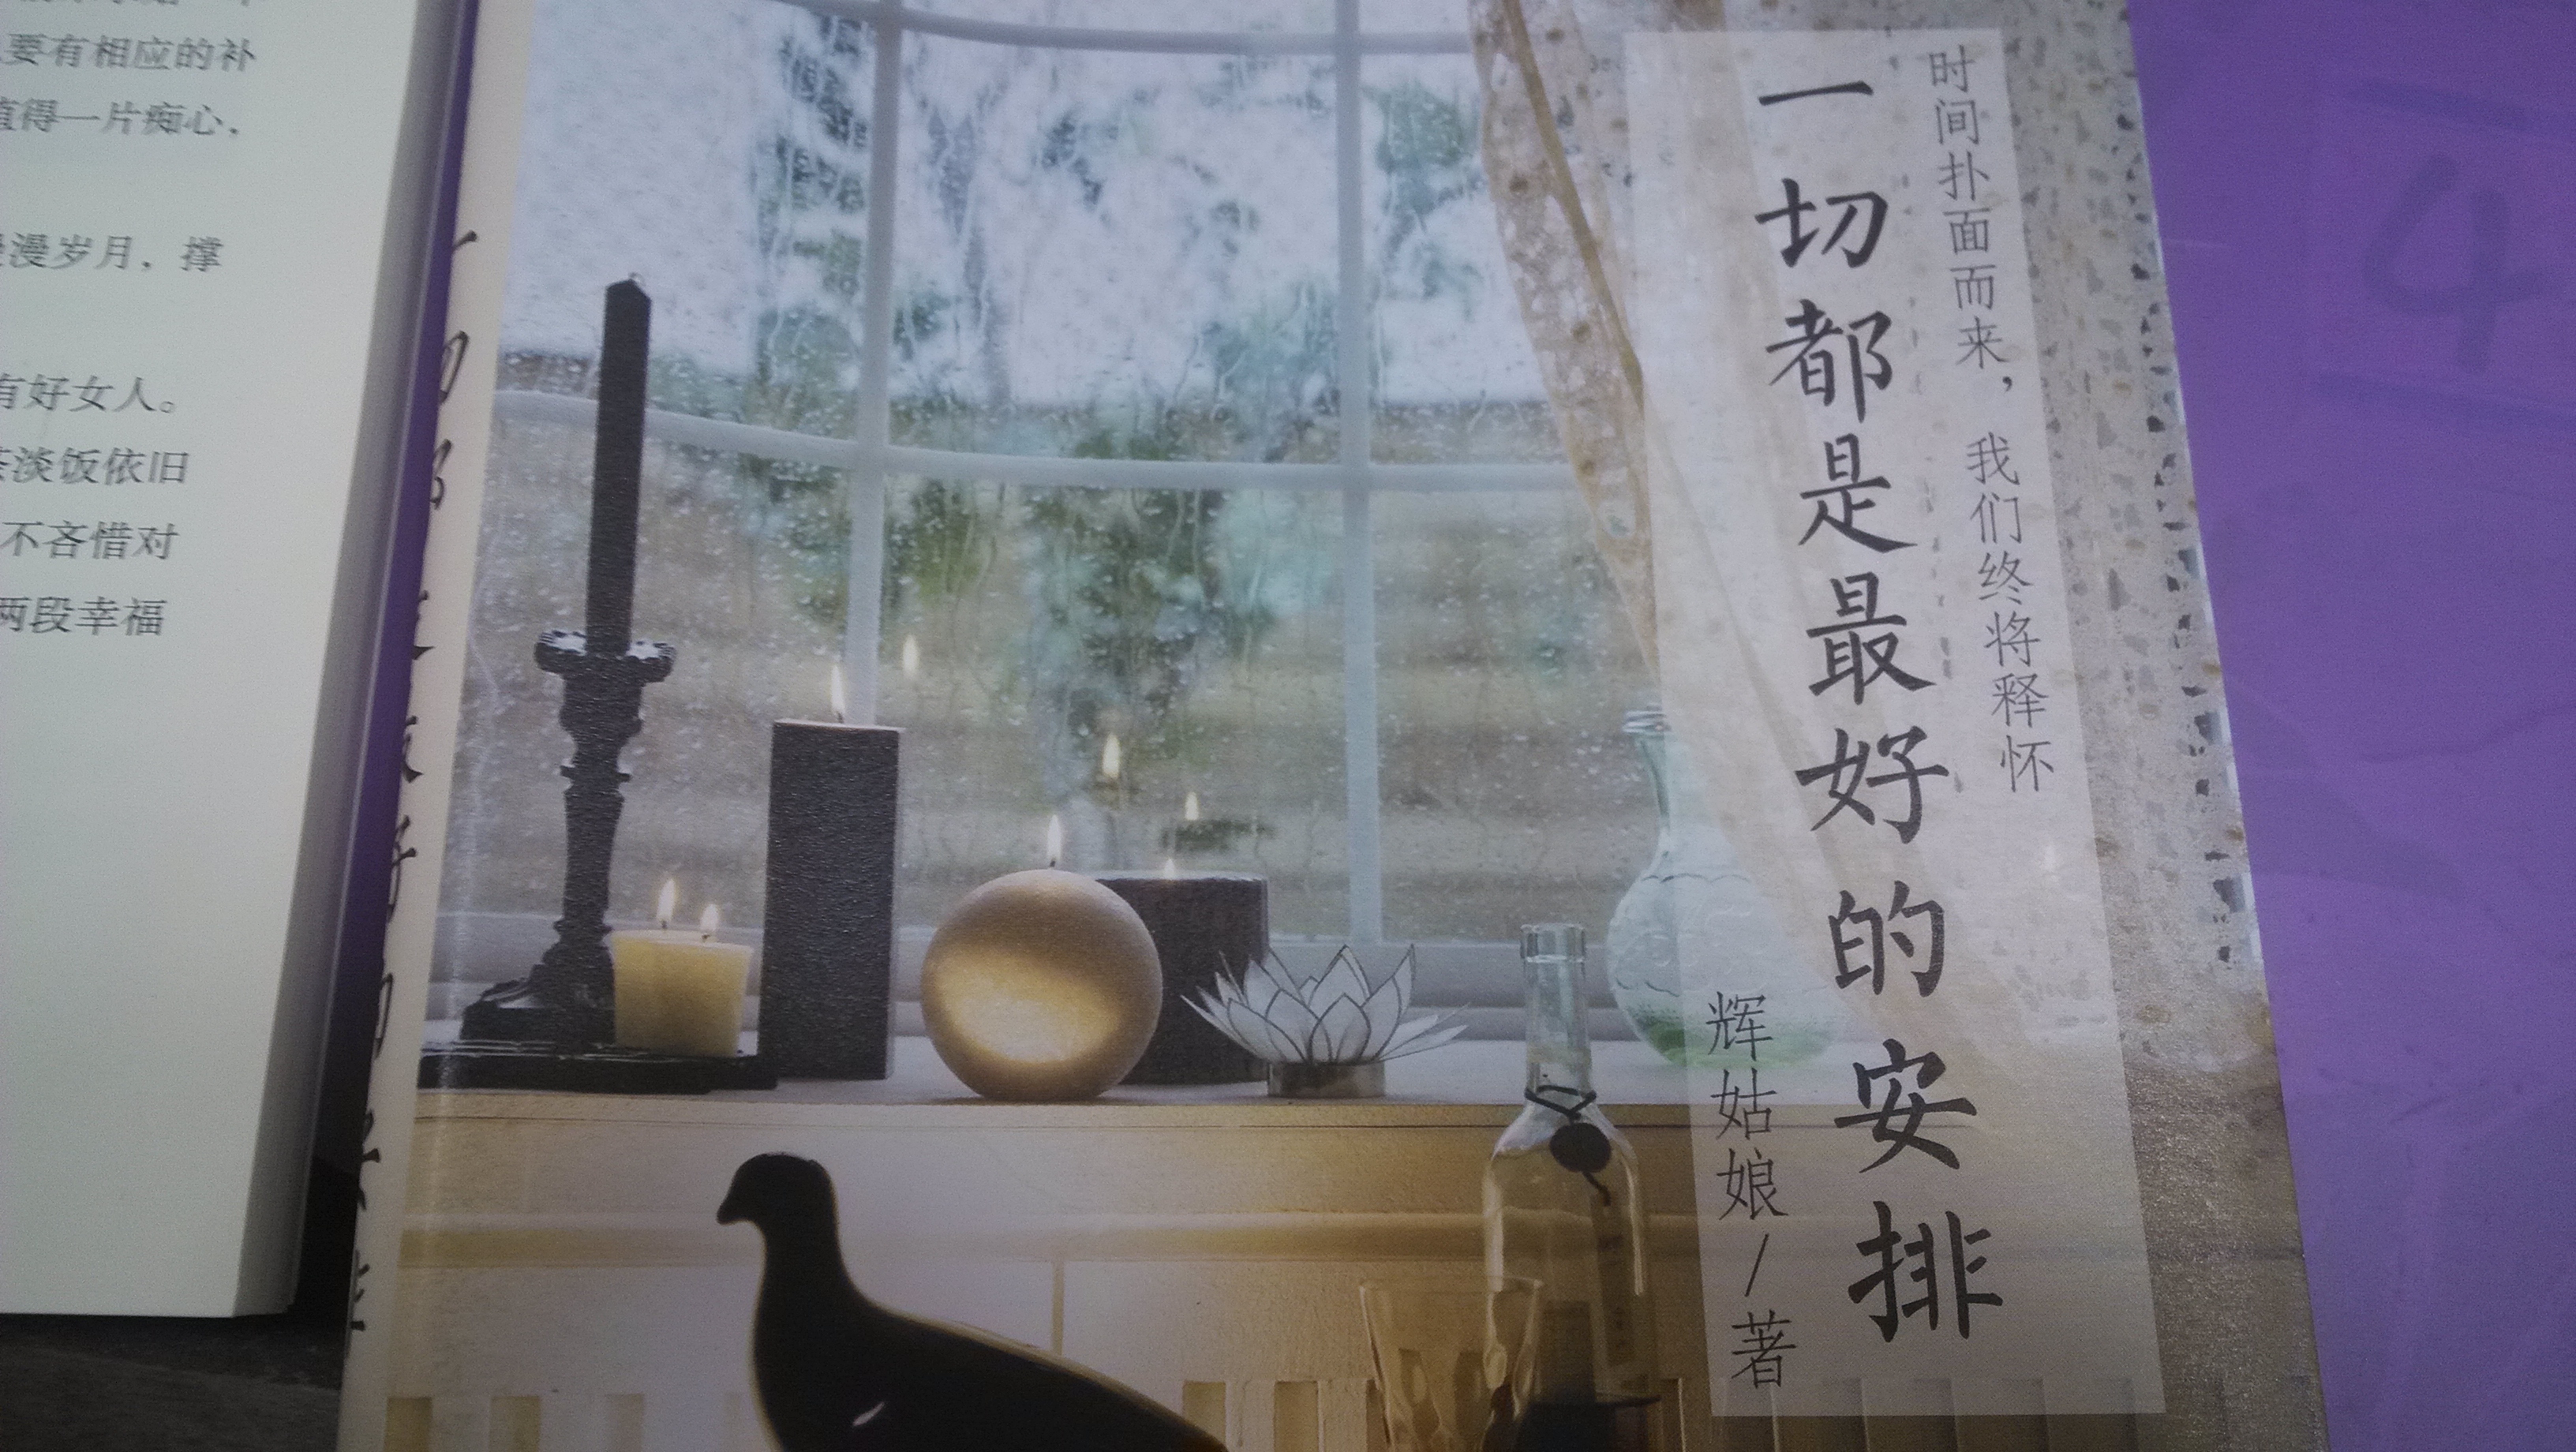 要有相应的补
值得一片痴心，
漫岁月，撑
有好女人。
淡饭依旧
不吝惜对
两段幸福
时间扑面而来，我们终将释怀
一切都是最好的安排
辉姑娘/著
4